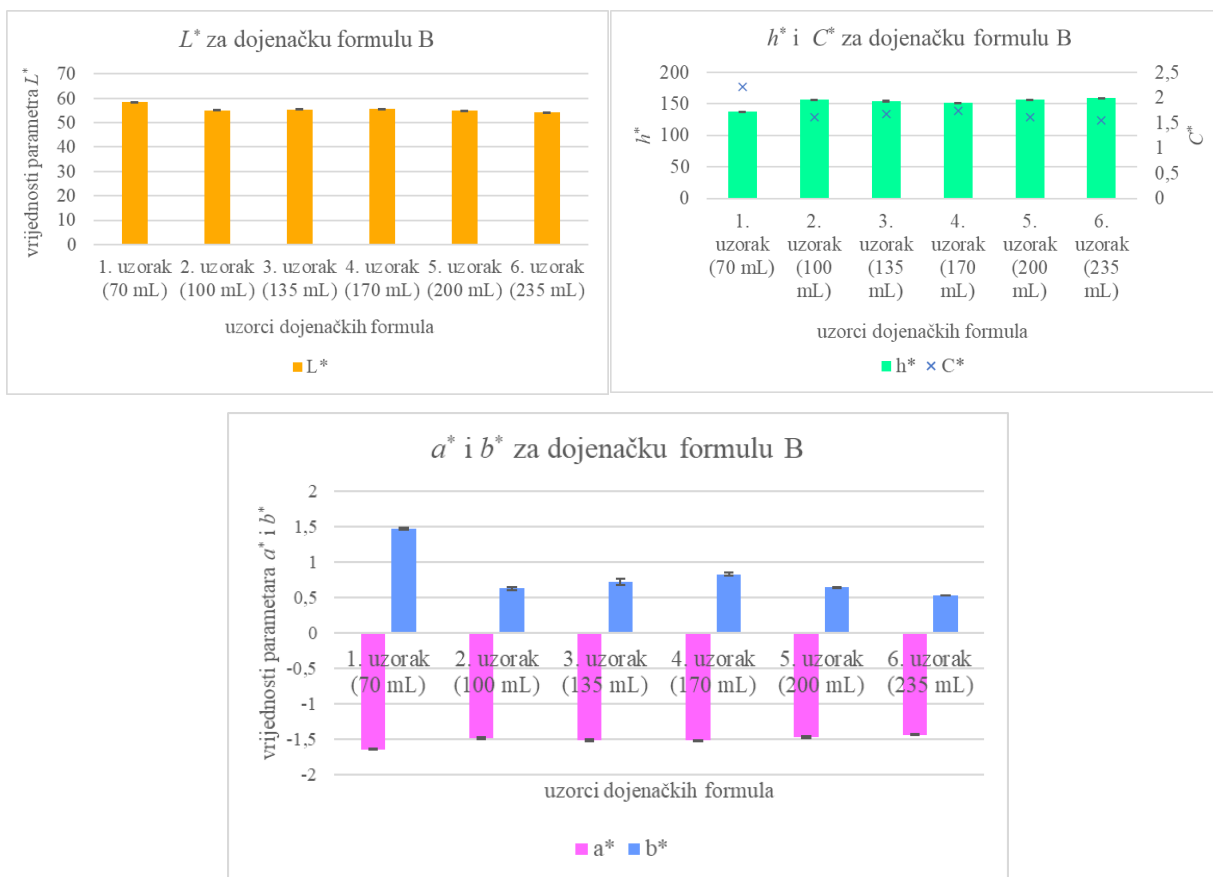 L* za dojenačku formulu B
vrijednosti parametra L*
70
60
50
40
30
20
10
0
1. uzorak 2. uzorak 3. uzorak 4. uzorak 5. uzorak 6. uzorak
(70 mL) (100 mL) (135 mL) (170 mL) (200 mL) (235 mL)
uzorci dojenačkih formula
L*
h* i C* za dojenačku formulu B
h*
200
150
100
50
0
2,5
2
1,5
1
0,5
0
C*
1. 2. 3. 4. 5. 6.
uzorak uzorak uzorak uzorak uzorak uzorak
(70 mL) (100 (135 (170 (200 (235
mL) mL) mL) mL) mL)
uzorci dojenačkih formula
h* C*
a* i b* za dojenačku formulu B
vrijednosti parametara a* i b*
2
1,5
1
0,5
0
-0,5
-1
-1,5
-2
1. uzorak 2. uzorak 3. uzorak 4. uzorak 5. uzorak 6. uzorak
(70 mL) (100 mL) (135 mL) (170 mL) (200 mL) (235 mL)
uzorci dojenačkih formula
a* b*